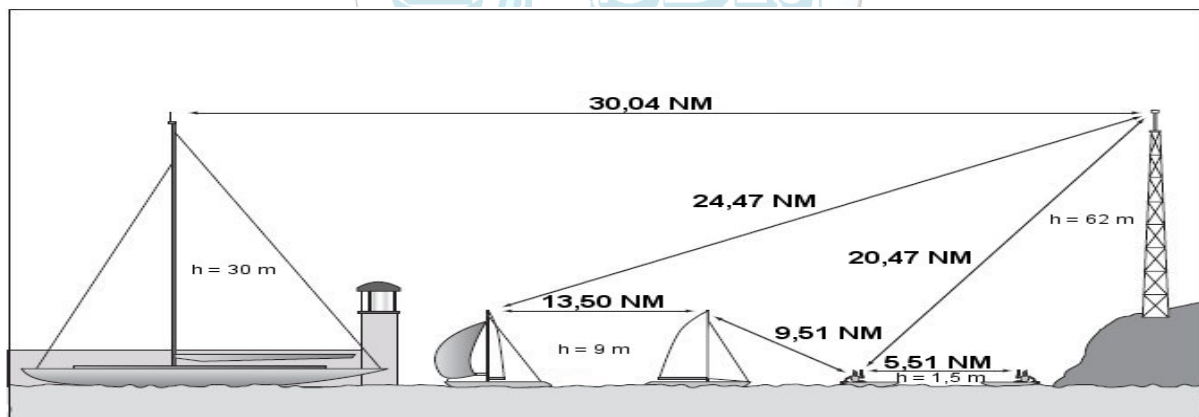 30,04 NM
24,47 NM
h = 62 m
20,47 NM
h = 30 m
13,50 NM
9,51 NM
h = 9 m
5,51 NM
h = 1,5 m